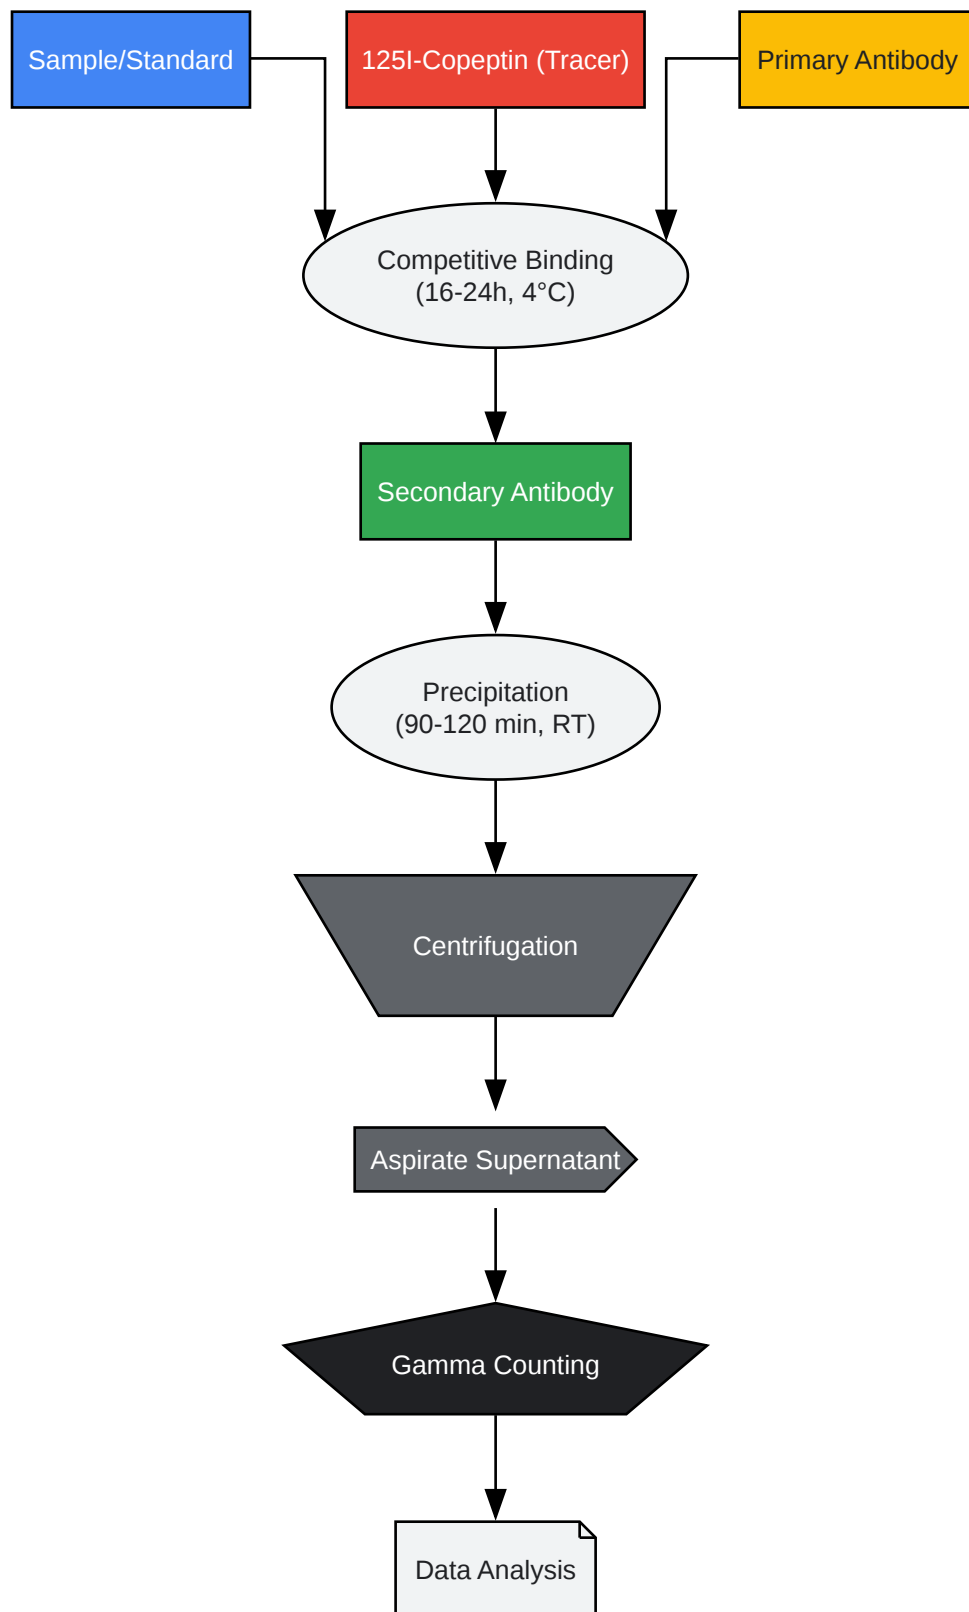 Sample/Standard
125I-Copeptin (Tracer)
Primary Antibody
Competitive Binding
(16-24h, 4°C)
Secondary Antibody
Precipitation
(90-120 min, RT)
Centrifugation
Aspirate Supernatant
Gamma Counting
Data Analysis